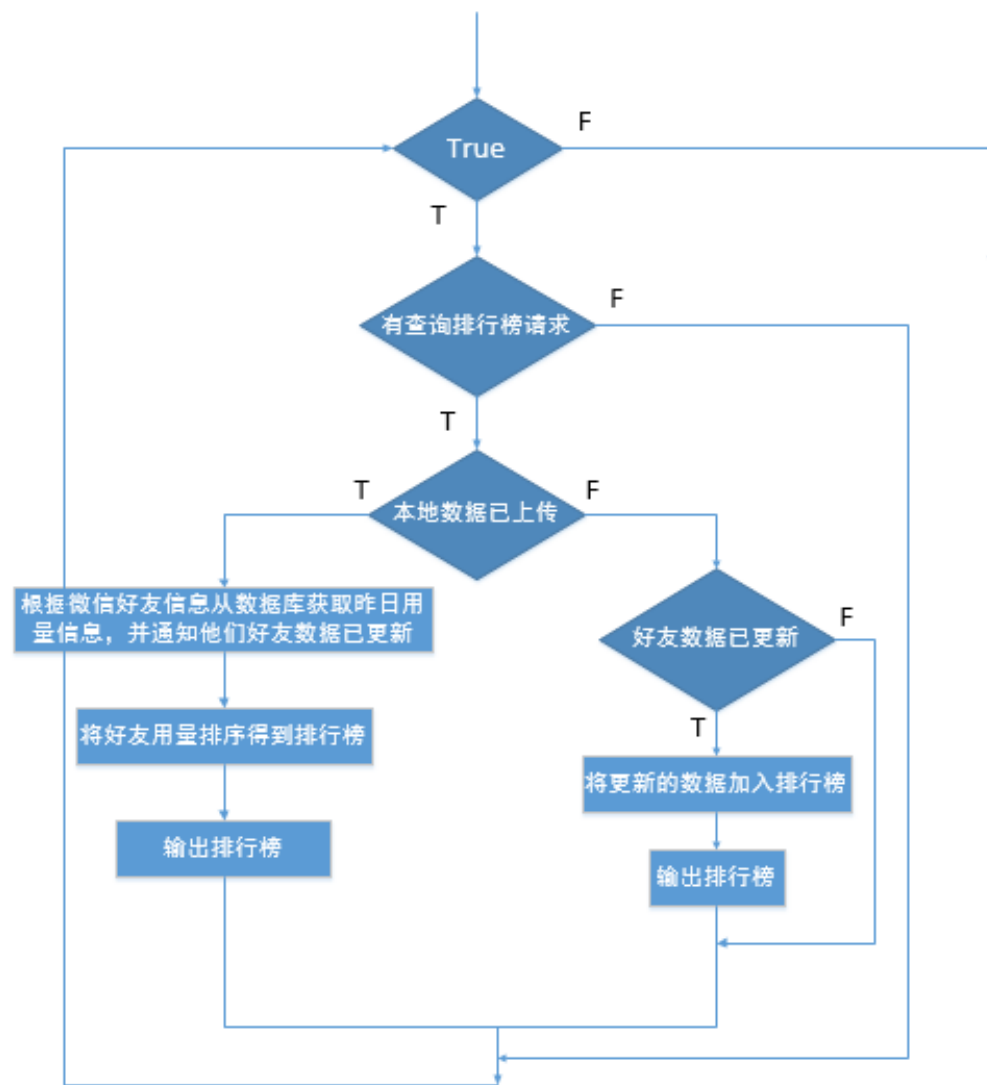 F
True
T
F
有查询排行榜请求
T
T
F
本地数据已上传
根据微信好友信息从数据库获取昨日用
量信息，并通知他们好友数据已更新
F
好友数据已更新
将好友用量排序得到排行榜
T
将更新的数据加入排行榜
输出排行榜
输出排行榜